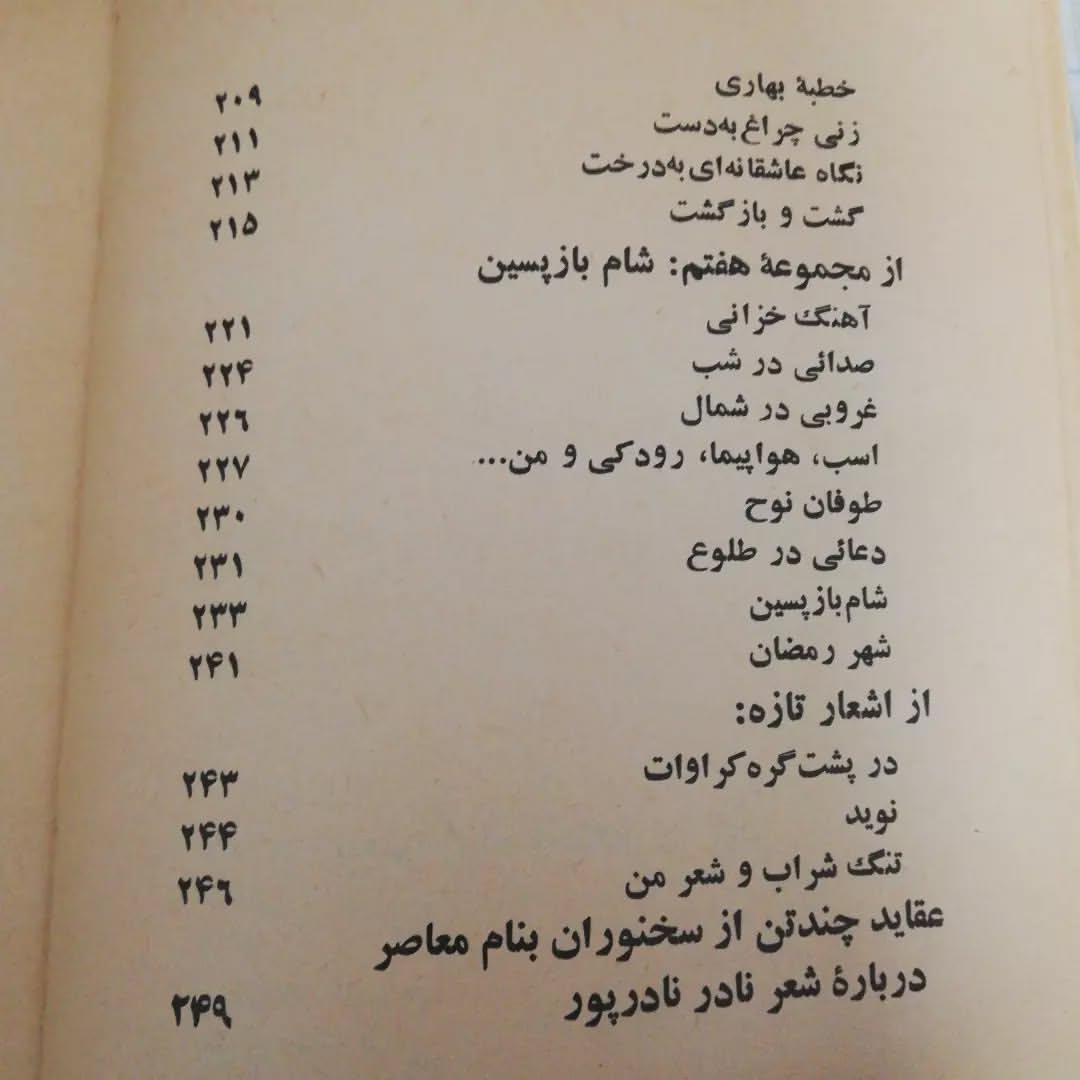 خطبهٔ بهاری ۲۰۹
زنی چراغ به‌دست ۲۱۱
نگاه عاشقانه‌ای به‌درخت ۲۱۳
گشت و بازگشت ۲۱۵
از مجموعهٔ هفتم: شام بازپسین
آهنگ خزانی ۲۲۱
صدائی در شب ۲۲۴
غروبی در شمال ۲۲۶
اسب، هواپیما، رودکی و من... ۲۲۷
طوفان نوح ۲۳۰
دعائی در طلوع ۲۳۱
شام‌بازپسین ۲۳۳
شهر رمضان ۲۴۱
از اشعار تازه:
در پشت گره کراوات ۲۴۳
نوید ۲۴۴
تنگ شراب و شعر من ۲۴۶
عقاید چندتن از سخنوران بنام معاصر
دربارهٔ شعر نادر نادرپور ۲۴۹